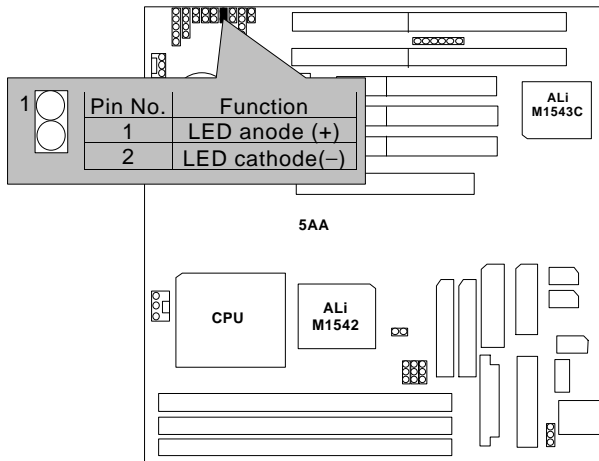 1
Pin No. Function
1 LED anode (+)
2 LED cathode(−)
ALi
M1543C
5AA
CPU
ALi
M1542